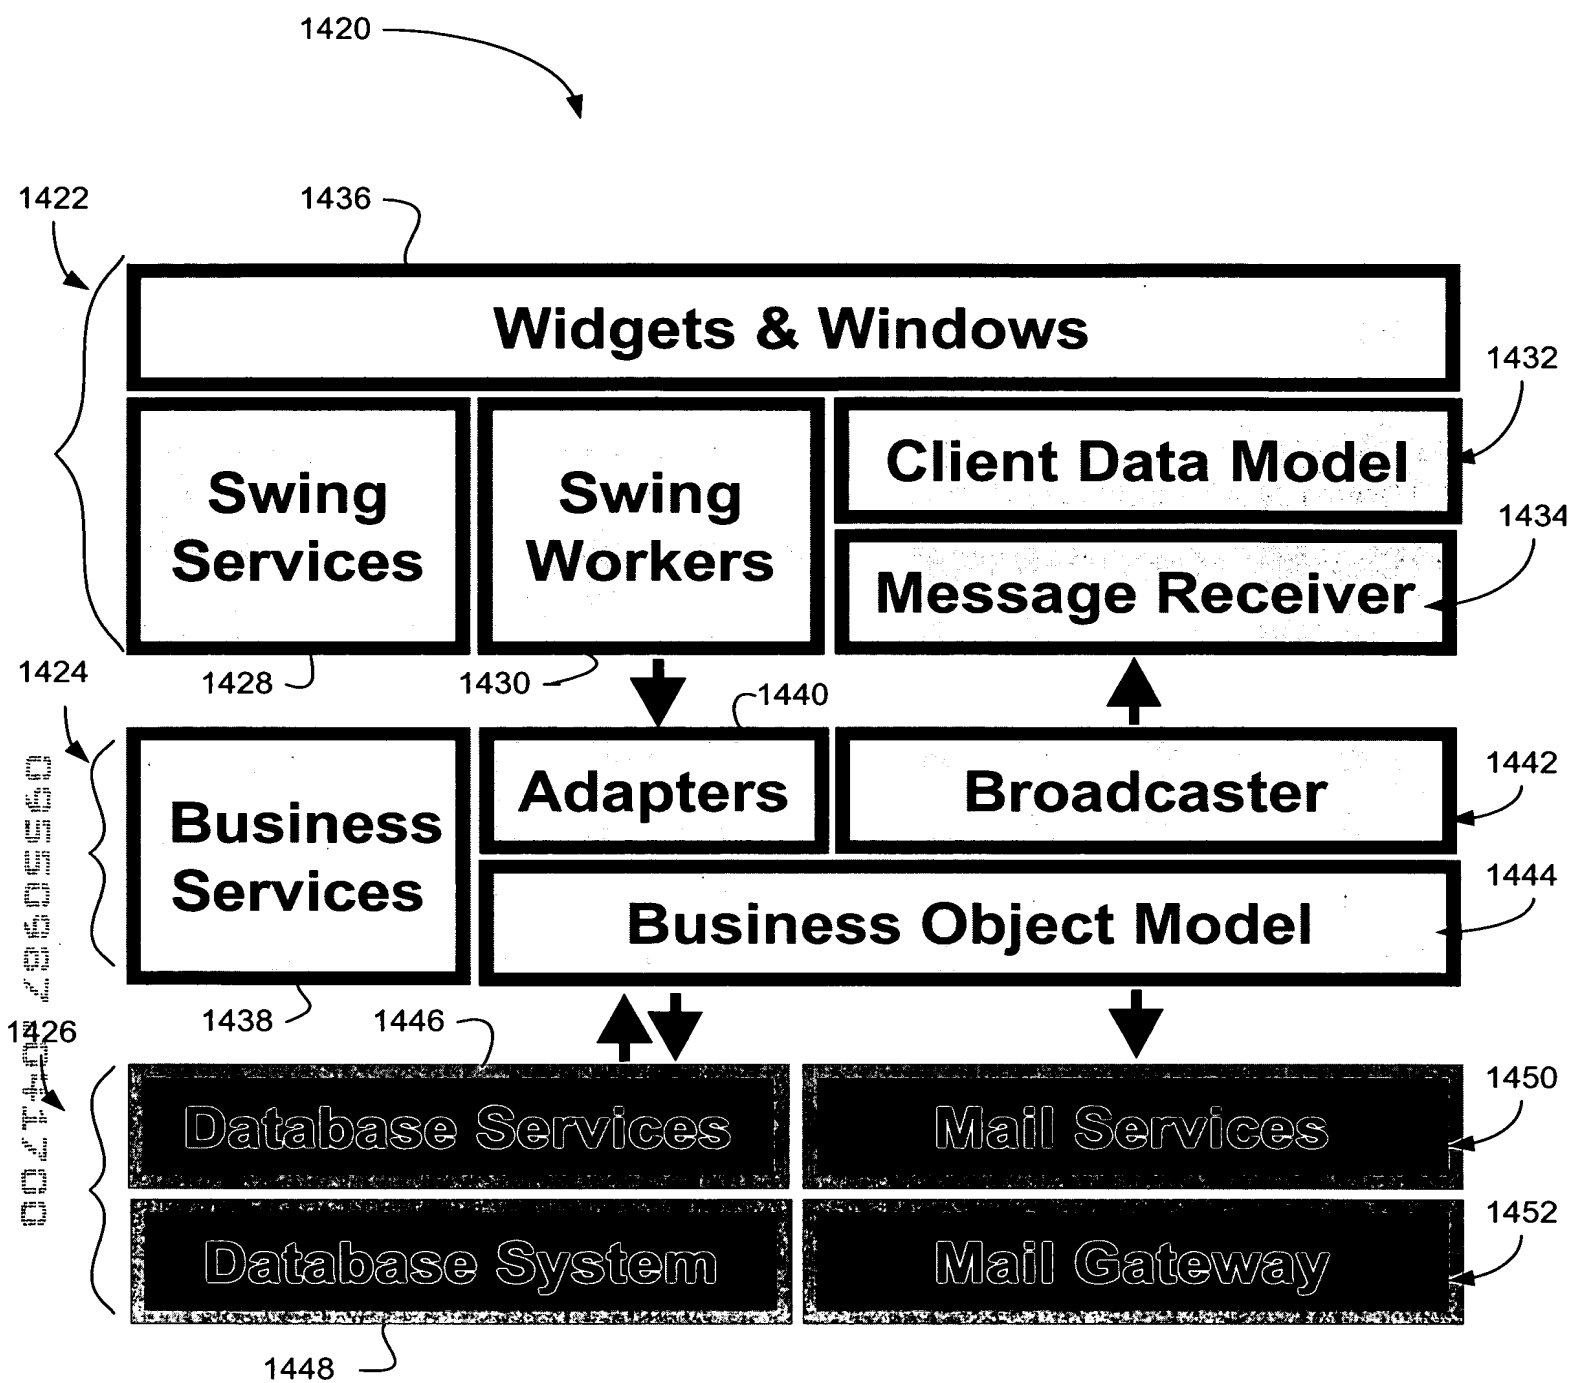 1420
1422
1436
Widgets & Windows
1432
Swing
Services
Swing
Workers
Client Data Model
1434
Message Receiver
1424
1428
1430
1440
Business
Services
Adapters
Broadcaster
1442
1444
Business Object Model
1438
1446
1426
Database Services
Mail Services
1450
Database System
Mail Gateway
1452
1448